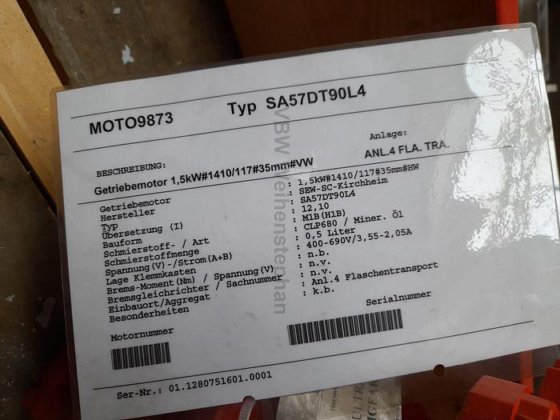 MOTO9873 Typ SA57DT90L4
BESCHREIBUNG: Anlage:
Getriebemotor 1,5kW#1410/117#35mm#VW ANL.4 FLA. TRA.
Getriebemotor : 1,5kW#1410/117#35mm#HW
Hersteller : SEW-SC-Kirchheim
Typ : SA57DT90L4
Übersetzung (I) : 12,10
Bauform : M1B(H1B)
Schmierstoff- / Art : CLP680 / Miner. Öl
Schmierstoffmenge : 0,5 Liter
Spannung(V)-/Strom(A+B) : 400-690V/3,55-2,05A
Lage Klemmkasten : n.b.
Brems-Moment(Nm) / Spannung(V) : n.v.
Bremsgleichrichter / Sachnummer : n.v.
Einbauort/Aggregat : Anl.4 Flaschentransport
Besonderheiten : k.b.
Motornummer Serialnummer
Ser-Nr.: 01.1280751601.0001